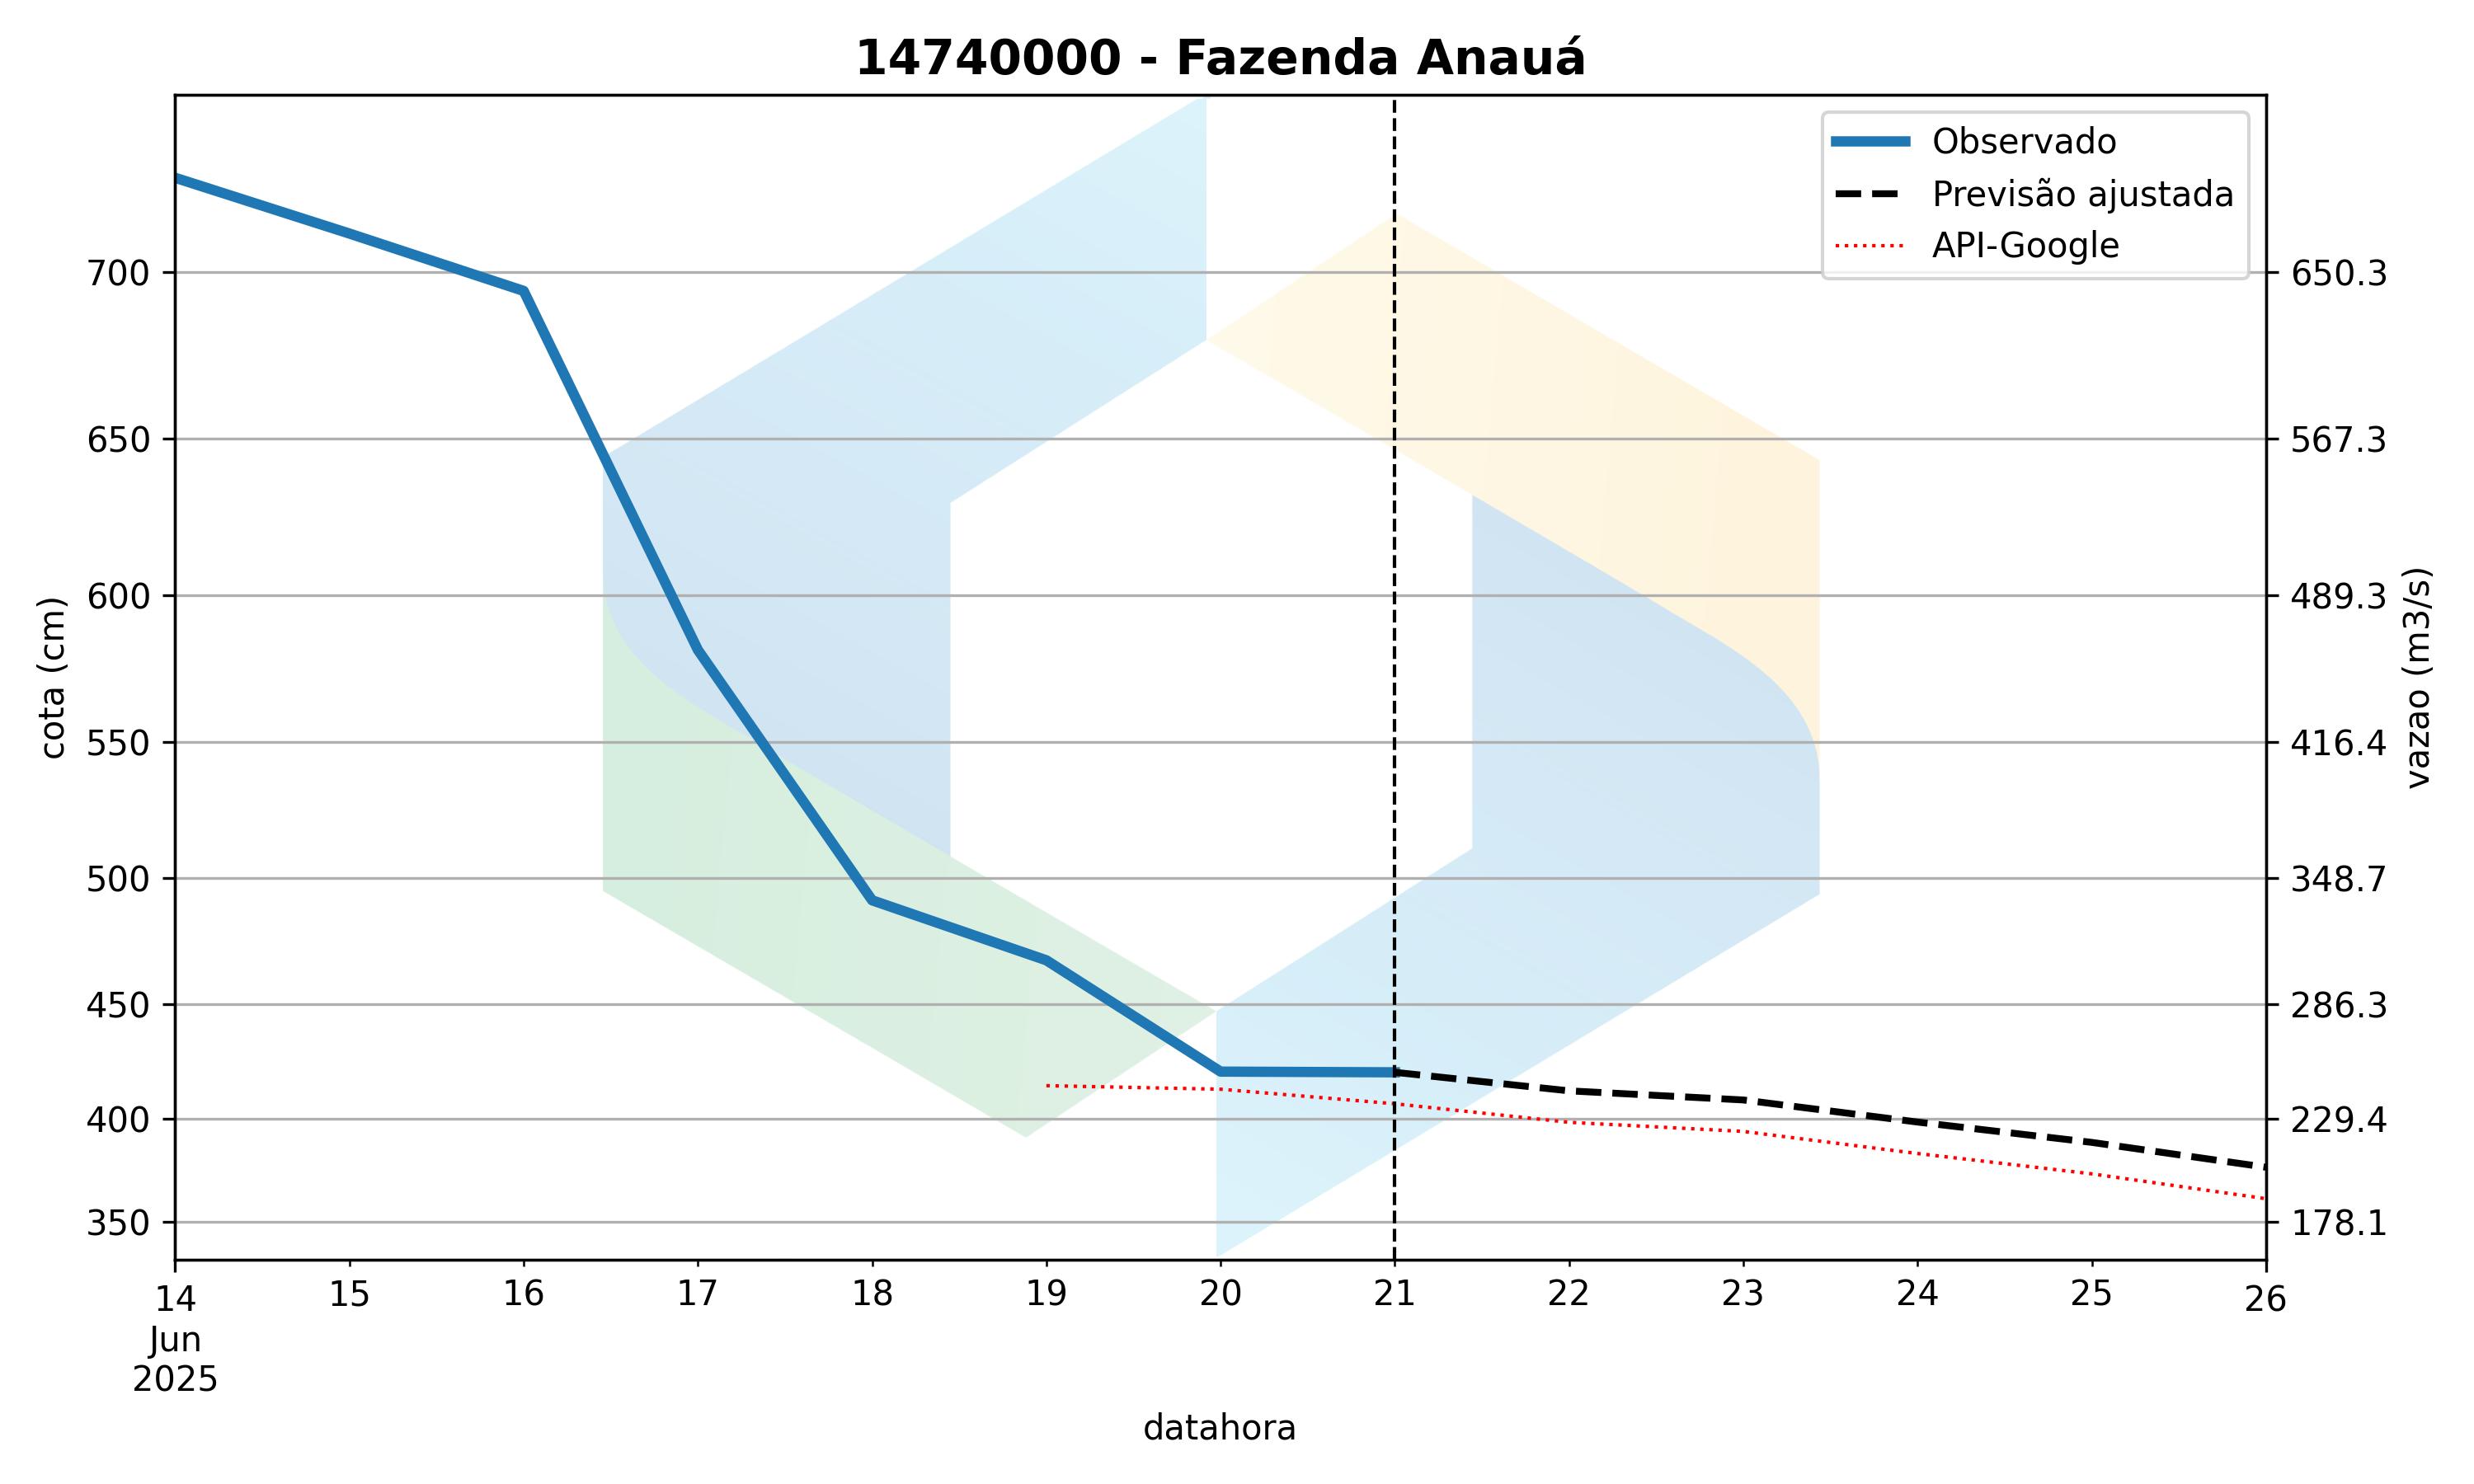 14740000 - Fazenda Anauá
Observado
Previsão ajustada
API-Google
700
650
600
550
500
450
400
350
cota (cm)
650.3
567.3
489.3
416.4
348.7
286.3
229.4
178.1
vazao (m3/s)
14 15 16 17 18 19 20 21 22 23 24 25 26
Jun
2025
datahora